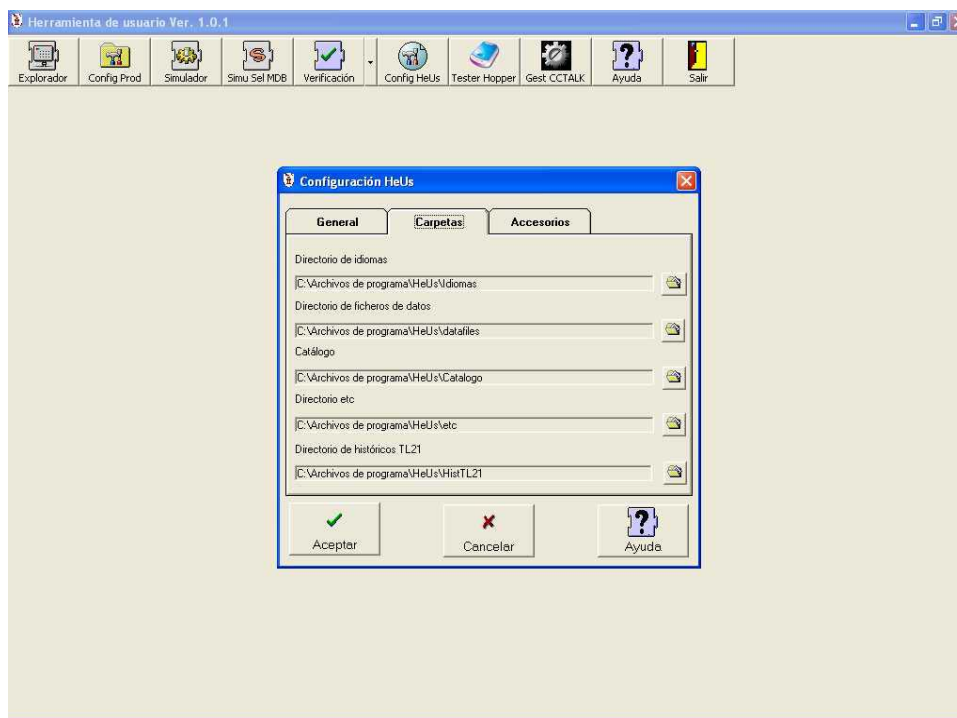 Herramienta de usuario Ver. 1.0.1
Explorador Config Prod Simulador Simu Sel MDB Verificación Config HeUs Tester Hopper Gest CCTALK Ayuda Salir
Configuración HeUs
General Carpetas Accesorios
Directorio de idiomas
C:\Archivos de programa\HeUs\Idiomas
Directorio de ficheros de datos
C:\Archivos de programa\HeUs\datafiles
Catálogo
C:\Archivos de programa\HeUs\Catalogo
Directorio etc
C:\Archivos de programa\HeUs\etc
Directorio de históricos TL21
C:\Archivos de programa\HeUs\HistTL21
Aceptar Cancelar Ayuda